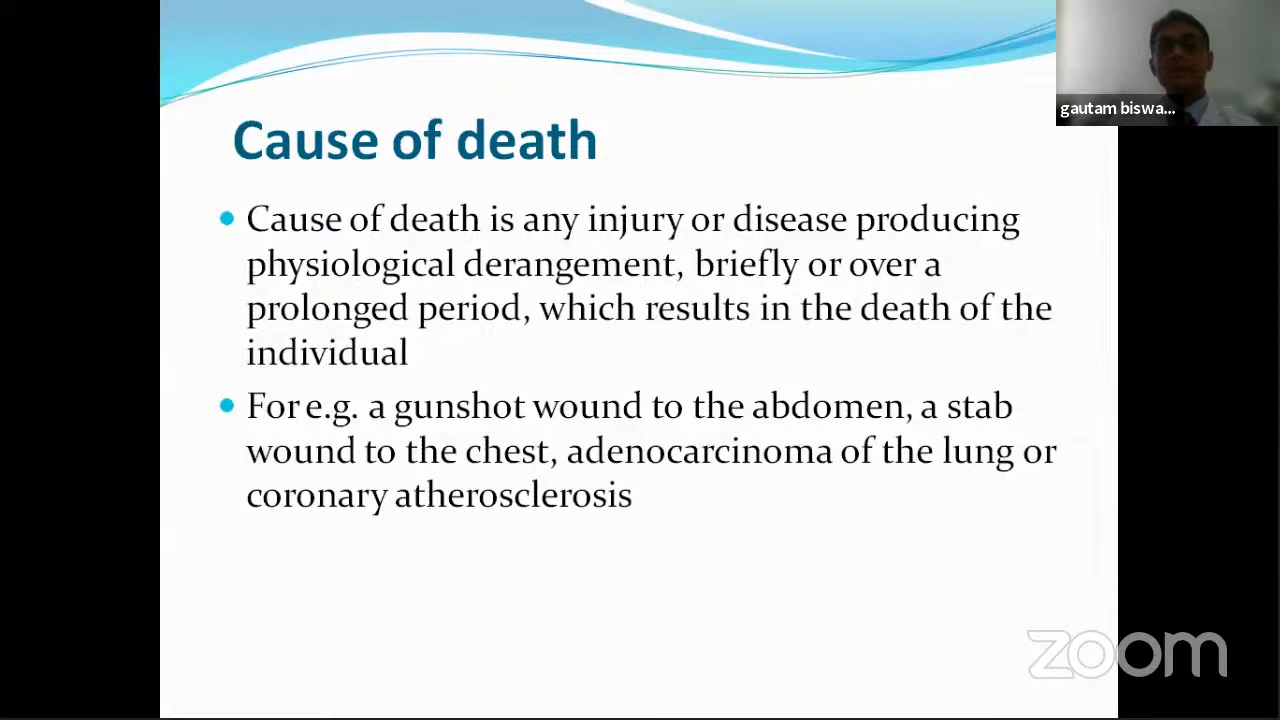 gautam biswa...
Cause of death
Cause of death is any injury or disease producing
physiological derangement, briefly or over a
prolonged period, which results in the death of the
individual
For e.g. a gunshot wound to the abdomen, a stab
wound to the chest, adenocarcinoma of the lung or
coronary atherosclerosis
zoom